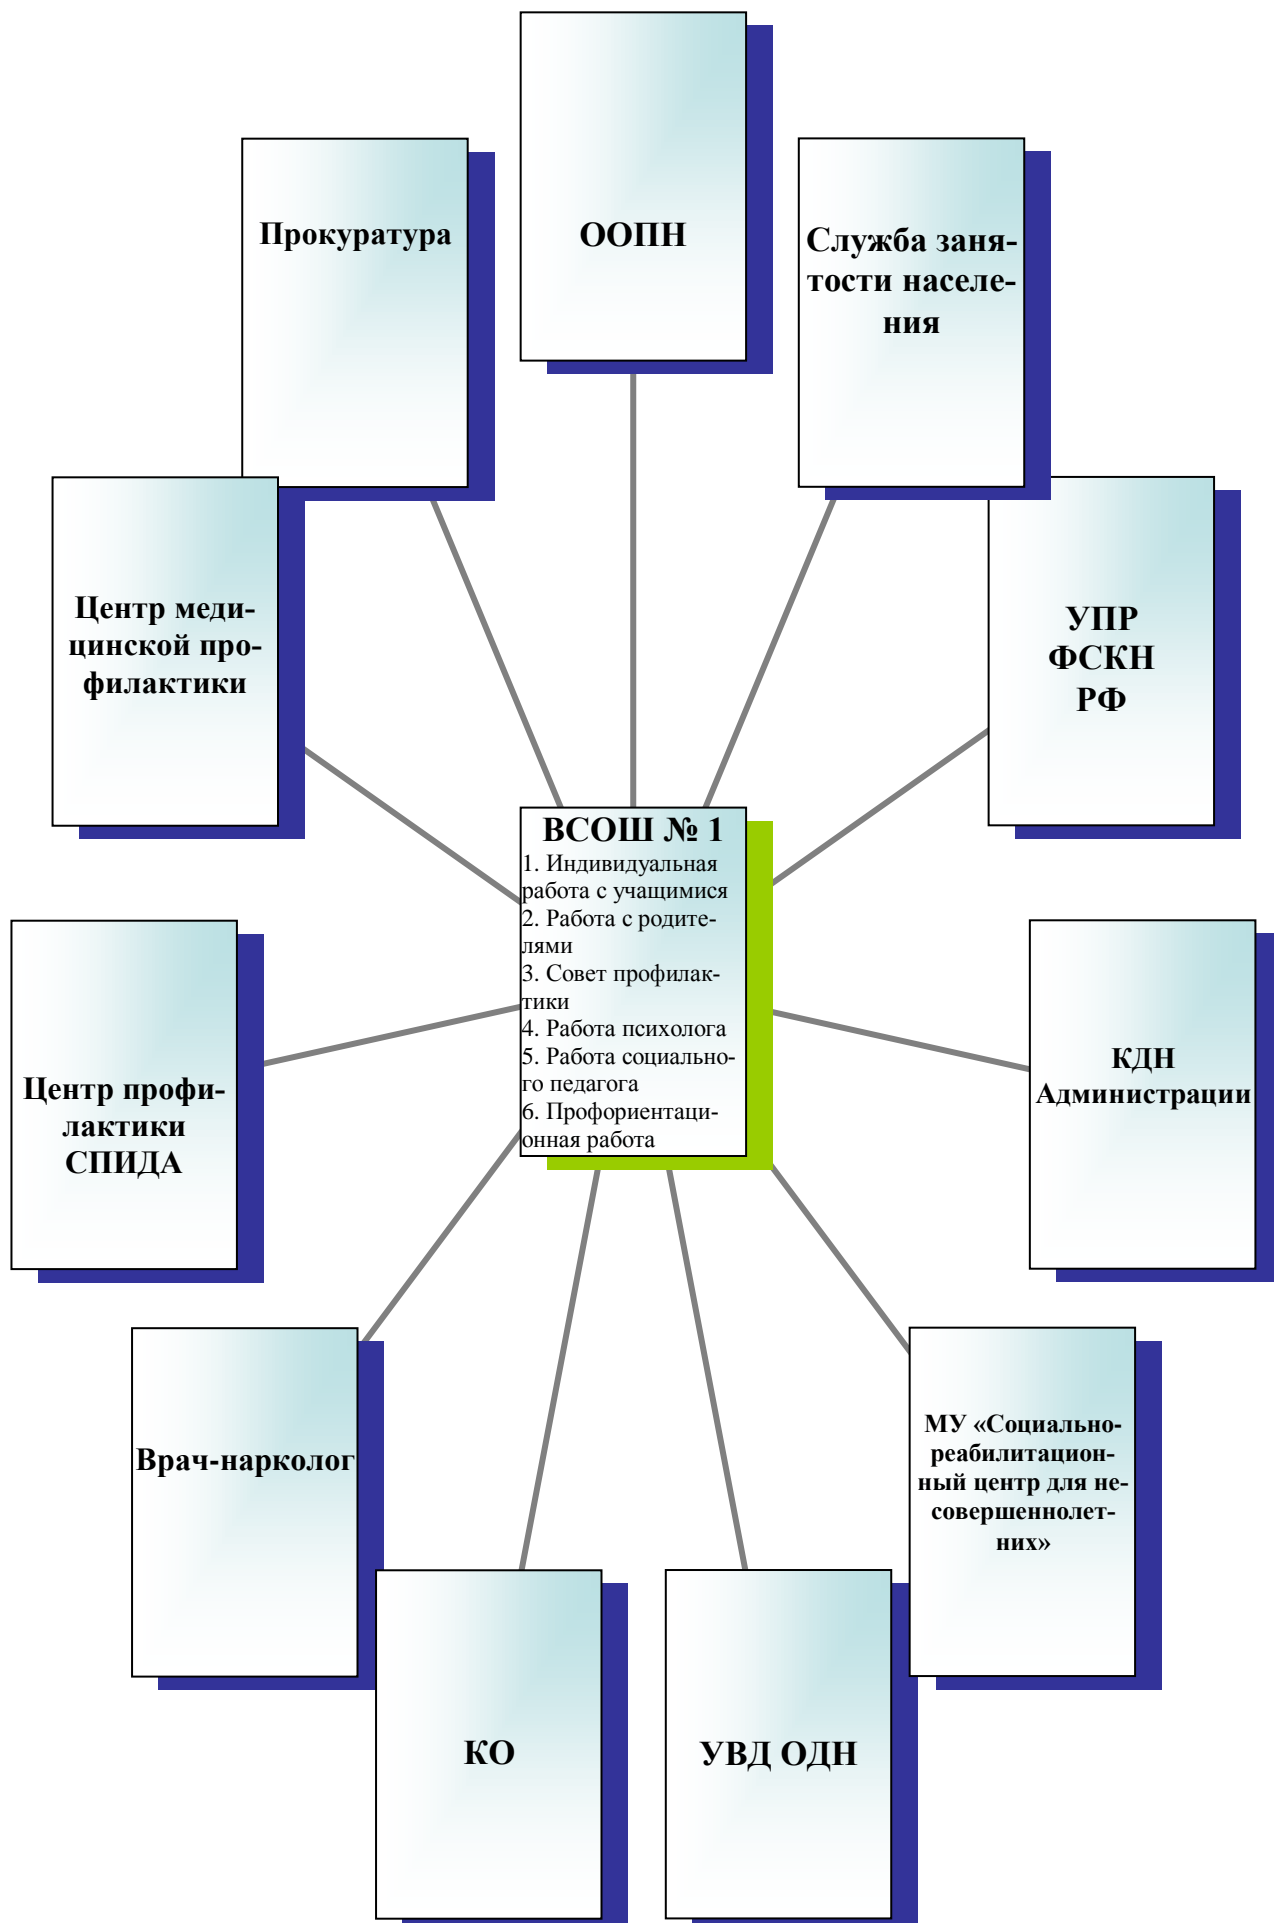 ООПН
Прокуратура
Служба заня-
тости населе-
ния
Центр меди-
цинской про-
филактики
УПР
ФСКН
РФ
ВСОШ № 1
1. Индивидуальная
работа с учащимися
2. Работа с родите-
лями
3. Совет профилак-
тики
4. Работа психолога
5. Работа социально-
го педагога
6. Профориентаци-
онная работа
Центр профи-
лактики
СПИДА
КДН
Администрации
Врач-нарколог
МУ «Социально-
реабилитацион-
ный центр для не-
совершеннолет-
них»
КО
УВД ОДН